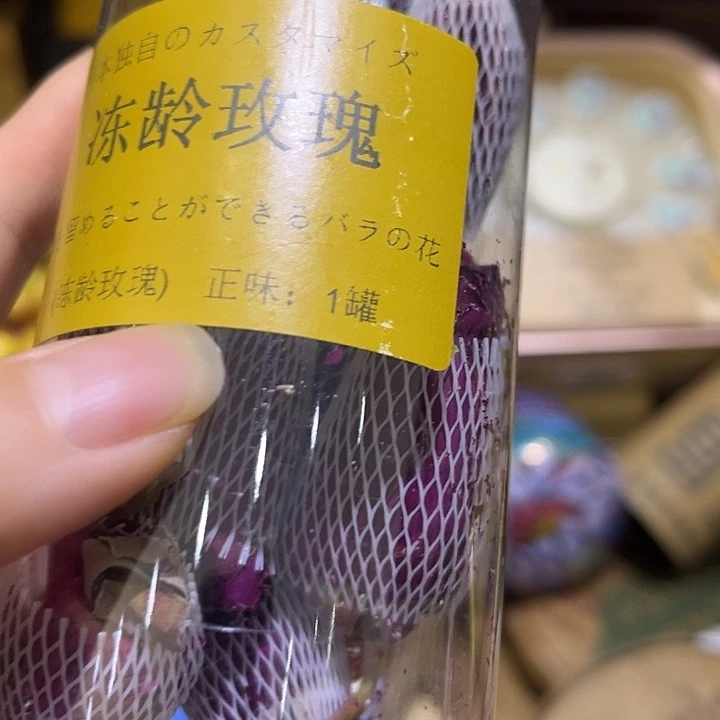 本独自のカスタマイズ
冻龄玫瑰
留めることができるバラの花
(冻龄玫瑰) 正味：1罐